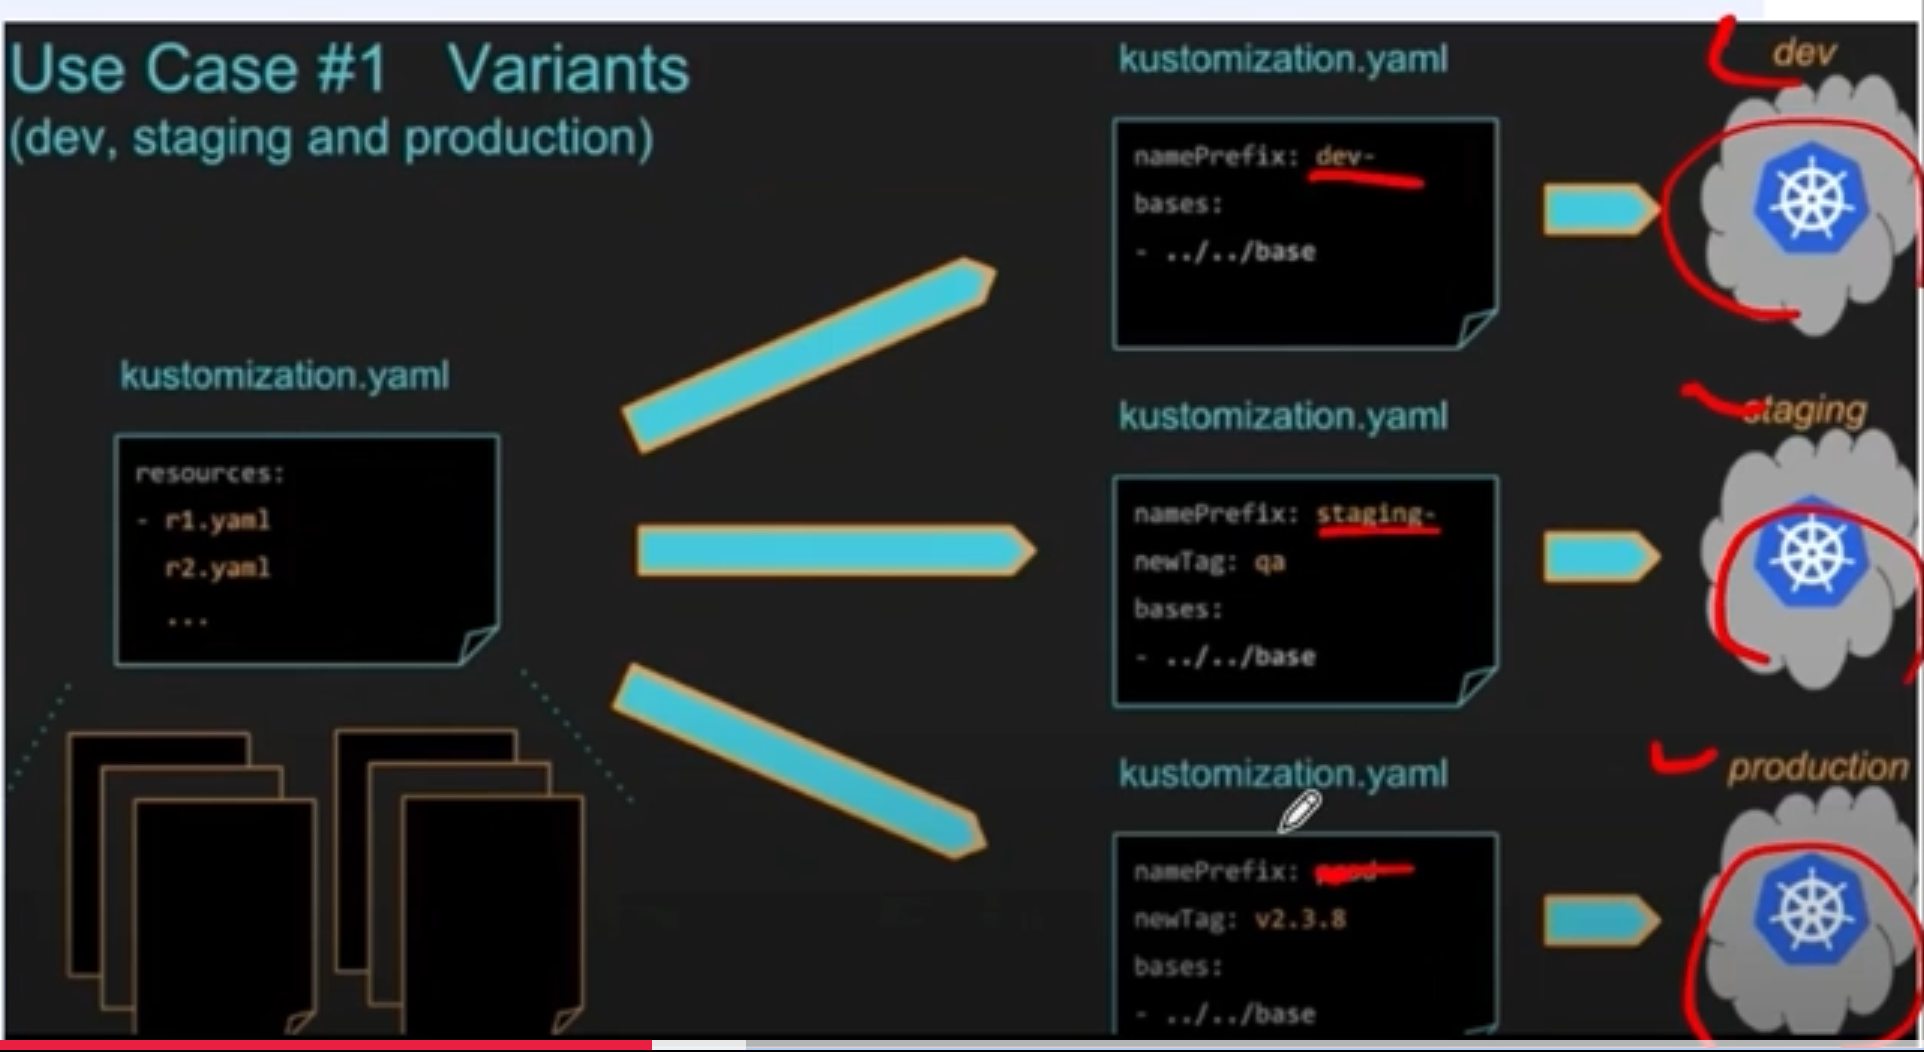 Use Case #1 Variants
(dev, staging and production)
kustomization.yaml
resources:
- r1.yaml
r2.yaml
...
kustomization.yaml
namePrefix: dev-
bases:
- ../../base
dev
kustomization.yaml
namePrefix: staging-
newTag: qa
bases:
- ../../base
staging
kustomization.yaml
namePrefix:
newTag: v2.3.8
bases:
- ../../base
production